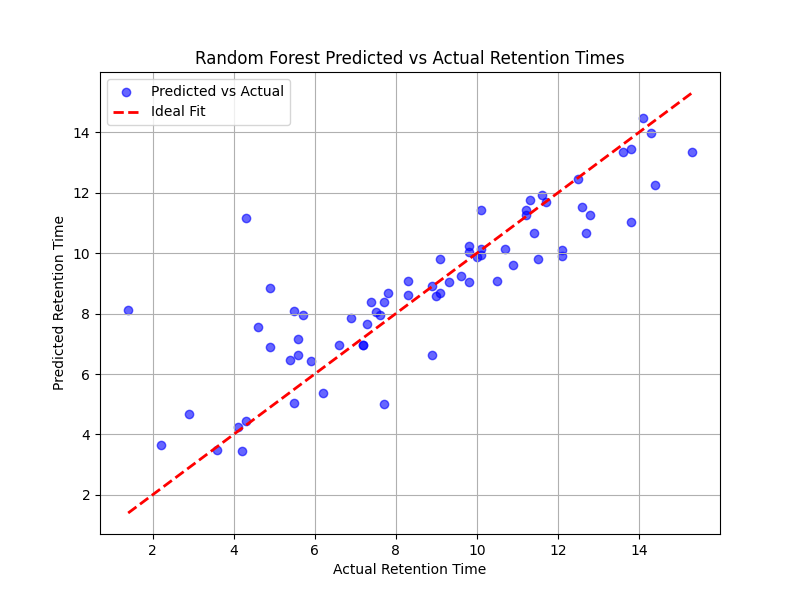 Random Forest Predicted vs Actual Retention Times
Predicted vs Actual
Ideal Fit
14
12
10
8
6
4
2
Predicted Retention Time
2 4 6 8 10 12 14
Actual Retention Time